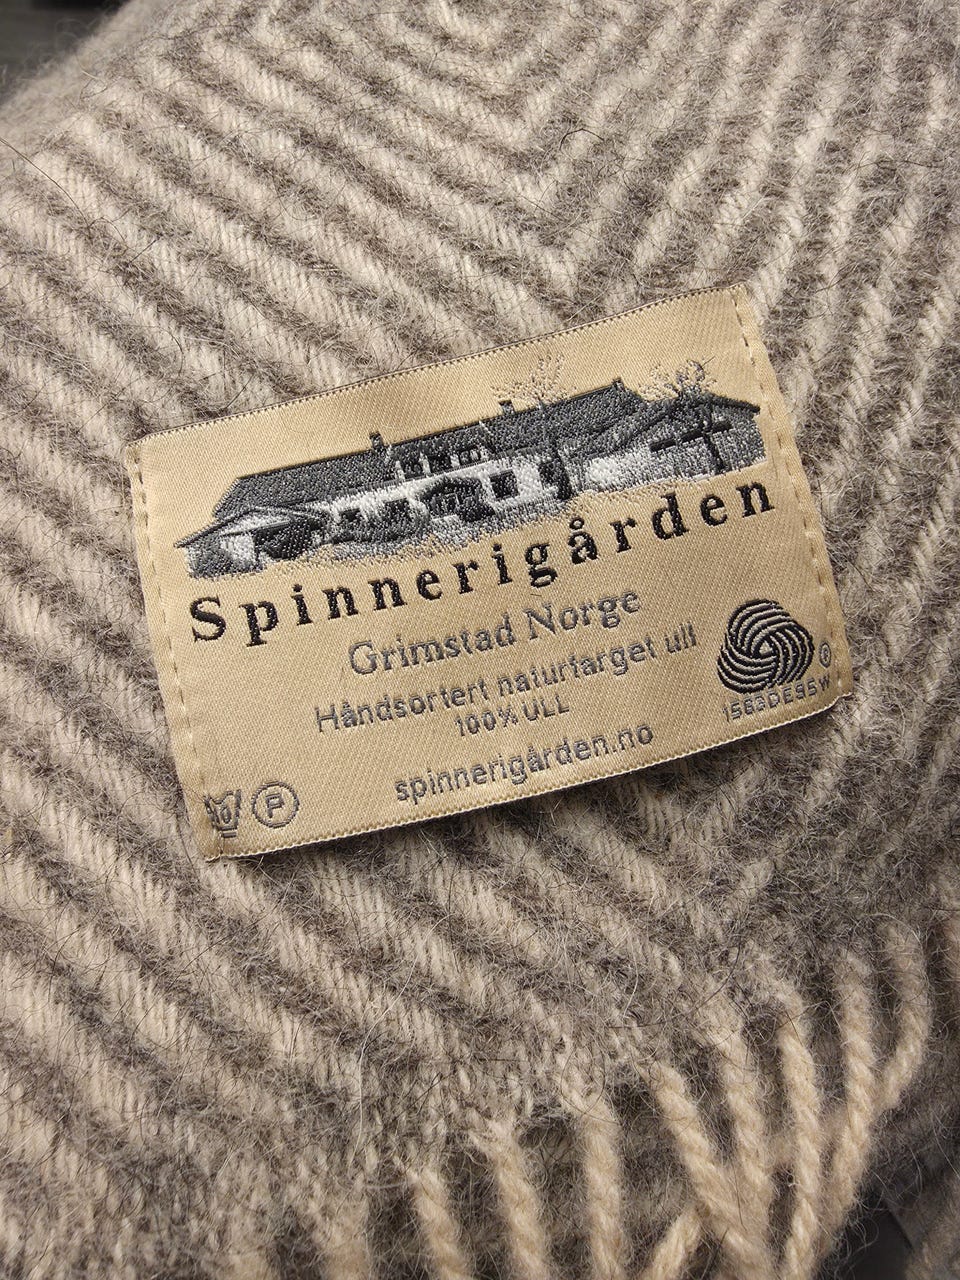 Spinnerigården
Grimstad Norge
Håndsortert naturfarget ull
100% ULL
spinnerigården.no
P
®